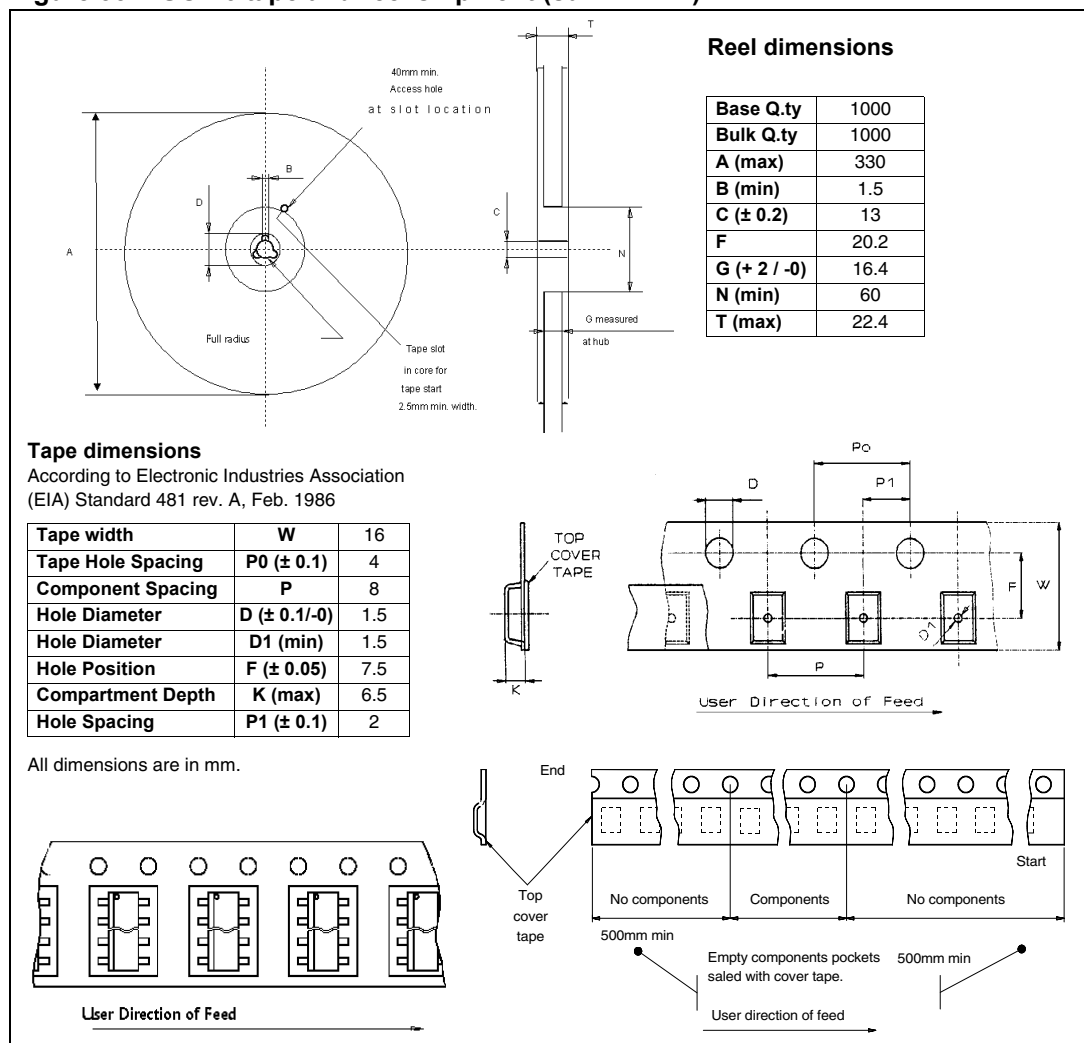 T
Reel dimensions
40mm min.
Access hole
at slot location
B
D
C
A
N
G measured
at hub
Full radius
Tape slot
in core for
tape start
2.5mm min. width.
Base Q.ty 1000
Bulk Q.ty 1000
A (max) 330
B (min) 1.5
C (± 0.2) 13
F 20.2
G (+ 2 / -0) 16.4
N (min) 60
T (max) 22.4
Tape dimensions
According to Electronic Industries Association
(EIA) Standard 481 rev. A, Feb. 1986
Tape width W 16
Tape Hole Spacing P0 (± 0.1) 4
Component Spacing P 8
Hole Diameter D (± 0.1/-0) 1.5
Hole Diameter D1 (min) 1.5
Hole Position F (± 0.05) 7.5
Compartment Depth K (max) 6.5
Hole Spacing P1 (± 0.1) 2
All dimensions are in mm.
Po
D
P1
TOP
COVER
TAPE
F
W
D1
P
K
User Direction of Feed
End
Start
Top
cover
tape
No components
Components
No components
500mm min
Empty components pockets
saled with cover tape.
500mm min
User direction of feed
User Direction of Feed